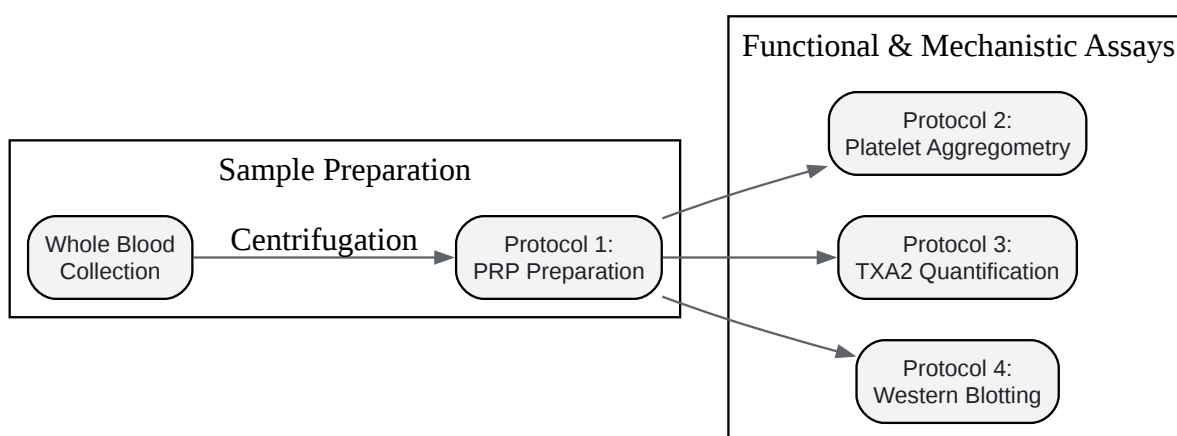 Functional & Mechanistic Assays
Protocol 2:
Platelet Aggregometry
Sample Preparation
Whole Blood
Collection
Centrifugation
Protocol 1:
PRP Preparation
Protocol 3:
TXA2 Quantification
Protocol 4:
Western Blotting